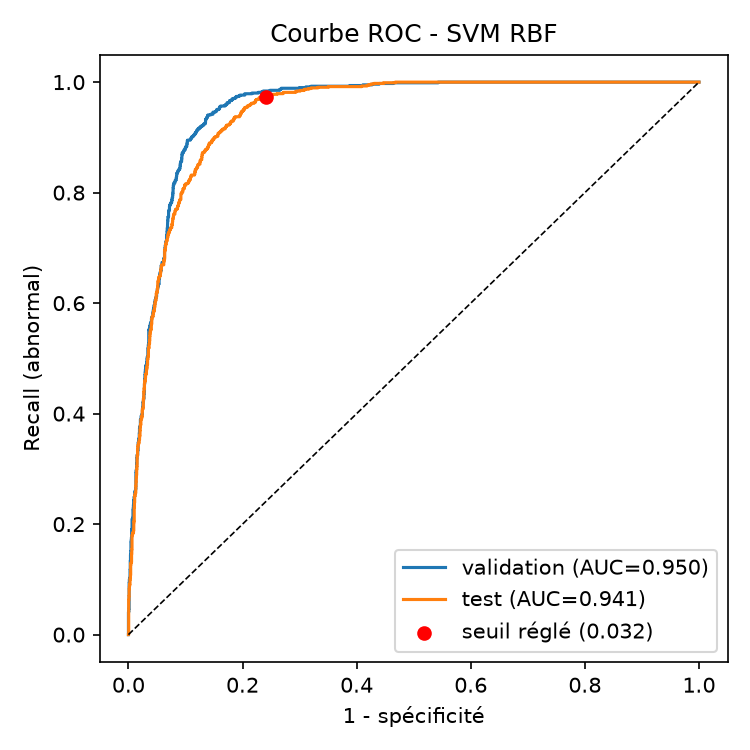 Courbe ROC - SVM RBF
1.0
0.8
0.6
0.4
0.2
0.0
Recall (abnormal)
validation (AUC=0.950)
test (AUC=0.941)
seuil réglé (0.032)
0.0 0.2 0.4 0.6 0.8 1.0
1 - spécificité